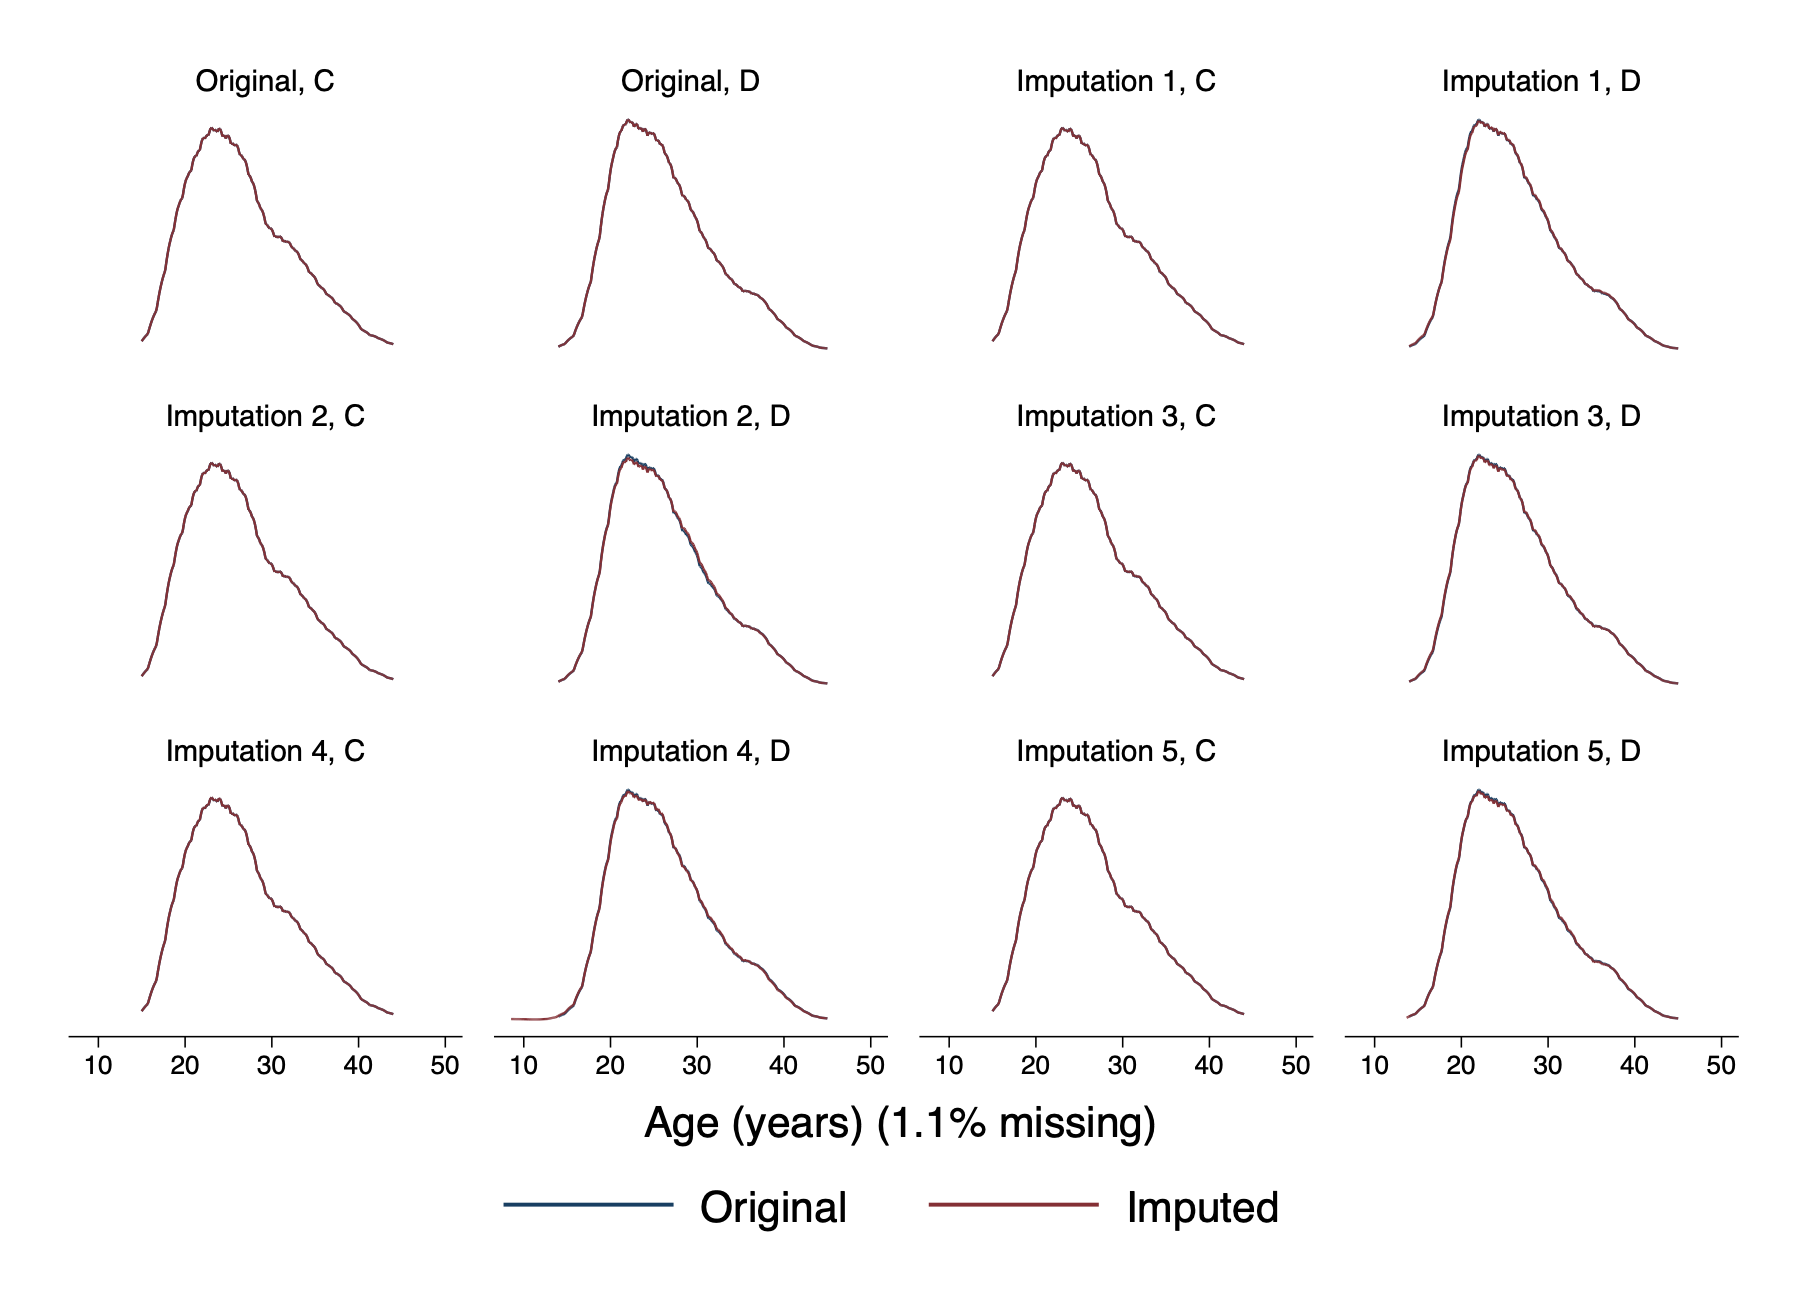 Original, C
Original, D
Imputation 1, C
Imputation 1, D
Imputation 2, C
Imputation 2, D
Imputation 3, C
Imputation 3, D
Imputation 4, C
Imputation 4, D
Imputation 5, C
Imputation 5, D
10 20 30 40 50
10 20 30 40 50
10 20 30 40 50
10 20 30 40 50
Age (years) (1.1% missing)
Original
Imputed